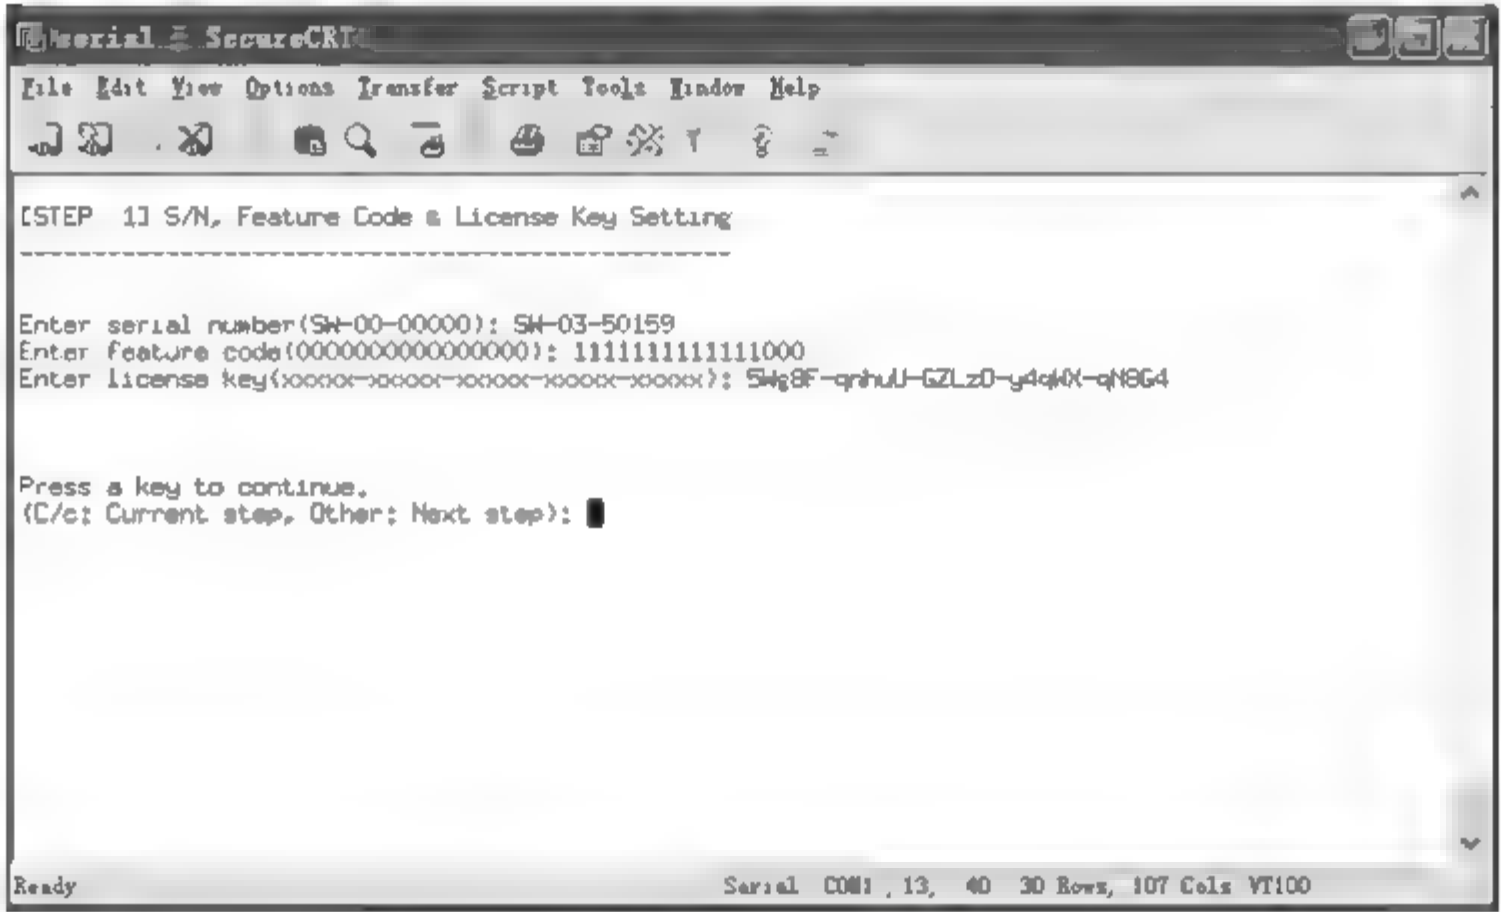 serial - SecureCRT
File Edit View Options Transfer Script Tools Window Help
[STEP 1] S/N, Feature Code & License Key Setting
--------------------------------------------------
Enter serial number(SW-00-00000): SW-03-50159
Enter feature code(0000000000000000): 1111111111111000
Enter license key(xxxxx-xxxxx-xxxxx-xxxxx-xxxxx):
Press a key to continue.
(C/c: Current step, Other: Next step):
Ready
Serial COM1, 13, 40 30 Rows, 107 Cols VT100